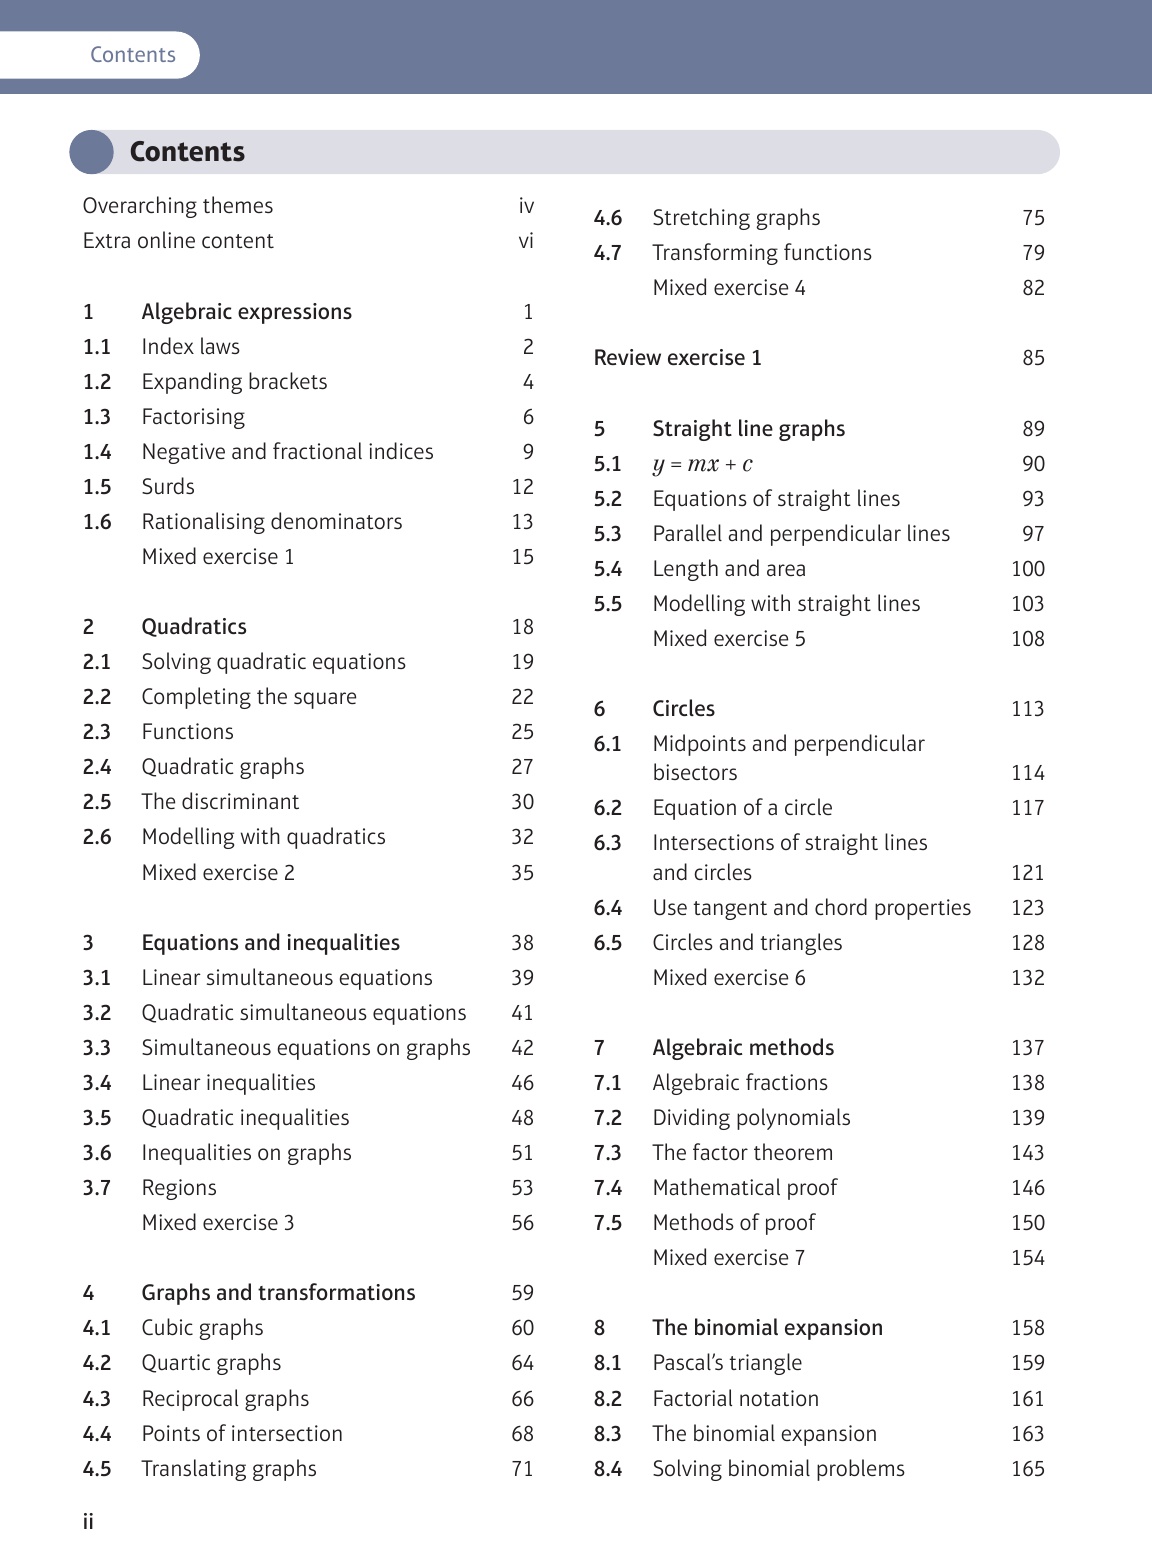 Contents
Contents
Overarching themes iv
Extra online content vi
1 Algebraic expressions 1
1.1 Index laws 2
1.2 Expanding brackets 4
1.3 Factorising 6
1.4 Negative and fractional indices 9
1.5 Surds 12
1.6 Rationalising denominators 13
Mixed exercise 1 15
2 Quadratics 18
2.1 Solving quadratic equations 19
2.2 Completing the square 22
2.3 Functions 25
2.4 Quadratic graphs 27
2.5 The discriminant 30
2.6 Modelling with quadratics 32
Mixed exercise 2 35
3 Equations and inequalities 38
3.1 Linear simultaneous equations 39
3.2 Quadratic simultaneous equations 41
3.3 Simultaneous equations on graphs 42
3.4 Linear inequalities 46
3.5 Quadratic inequalities 48
3.6 Inequalities on graphs 51
3.7 Regions 53
Mixed exercise 3 56
4 Graphs and transformations 59
4.1 Cubic graphs 60
4.2 Quartic graphs 64
4.3 Reciprocal graphs 66
4.4 Points of intersection 68
4.5 Translating graphs 71
4.6 Stretching graphs 75
4.7 Transforming functions 79
Mixed exercise 4 82
Review exercise 1 85
5 Straight line graphs 89
5.1 y = mx + c 90
5.2 Equations of straight lines 93
5.3 Parallel and perpendicular lines 97
5.4 Length and area 100
5.5 Modelling with straight lines 103
Mixed exercise 5 108
6 Circles 113
6.1 Midpoints and perpendicular
bisectors 114
6.2 Equation of a circle 117
6.3 Intersections of straight lines
and circles 121
6.4 Use tangent and chord properties 123
6.5 Circles and triangles 128
Mixed exercise 6 132
7 Algebraic methods 137
7.1 Algebraic fractions 138
7.2 Dividing polynomials 139
7.3 The factor theorem 143
7.4 Mathematical proof 146
7.5 Methods of proof 150
Mixed exercise 7 154
8 The binomial expansion 158
8.1 Pascal’s triangle 159
8.2 Factorial notation 161
8.3 The binomial expansion 163
8.4 Solving binomial problems 165
ii